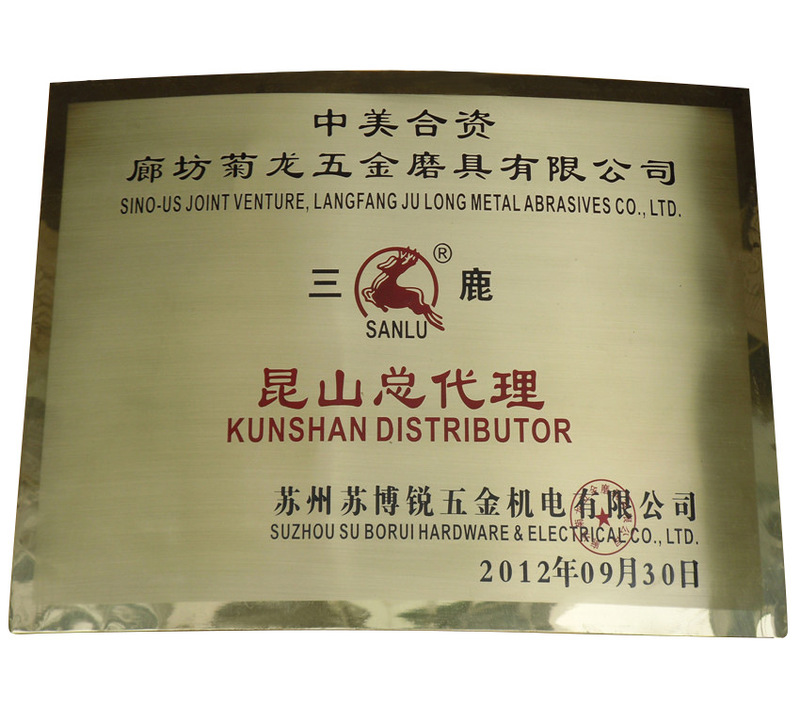 中美合资
廊坊菊龙五金磨具有限公司
SINO-US JOINT VENTURE, LANGFANG JU LONG METAL ABRASIVES CO., LTD.
三 ® 鹿
SANLU
昆山总代理
KUNSHAN DISTRIBUTOR
苏州苏博锐五金机电有限公司
SUZHOU SU BORUI HARDWARE & ELECTRICAL CO., LTD.
2012年09月30日